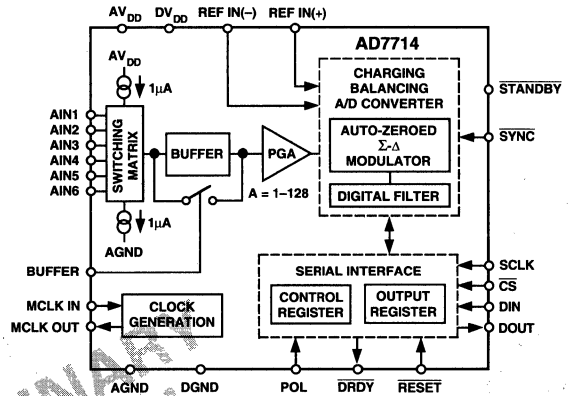 AVDD DVDD REF IN(–) REF IN(+)
AD7714
AVDD
1µA
CHARGING
BALANCING
A/D CONVERTER
STANDBY
AIN1
AIN2
AIN3
AIN4
AIN5
AIN6
SWITCHING
MATRIX
BUFFER
PGA
AUTO-ZEROED
Σ-Δ
MODULATOR
SYNC
A = 1–128
DIGITAL FILTER
1µA
AGND
BUFFER
SERIAL INTERFACE
SCLK
CS
DIN
DOUT
MCLK IN
MCLK OUT
CLOCK
GENERATION
CONTROL
REGISTER
OUTPUT
REGISTER
AGND DGND POL DRDY RESET